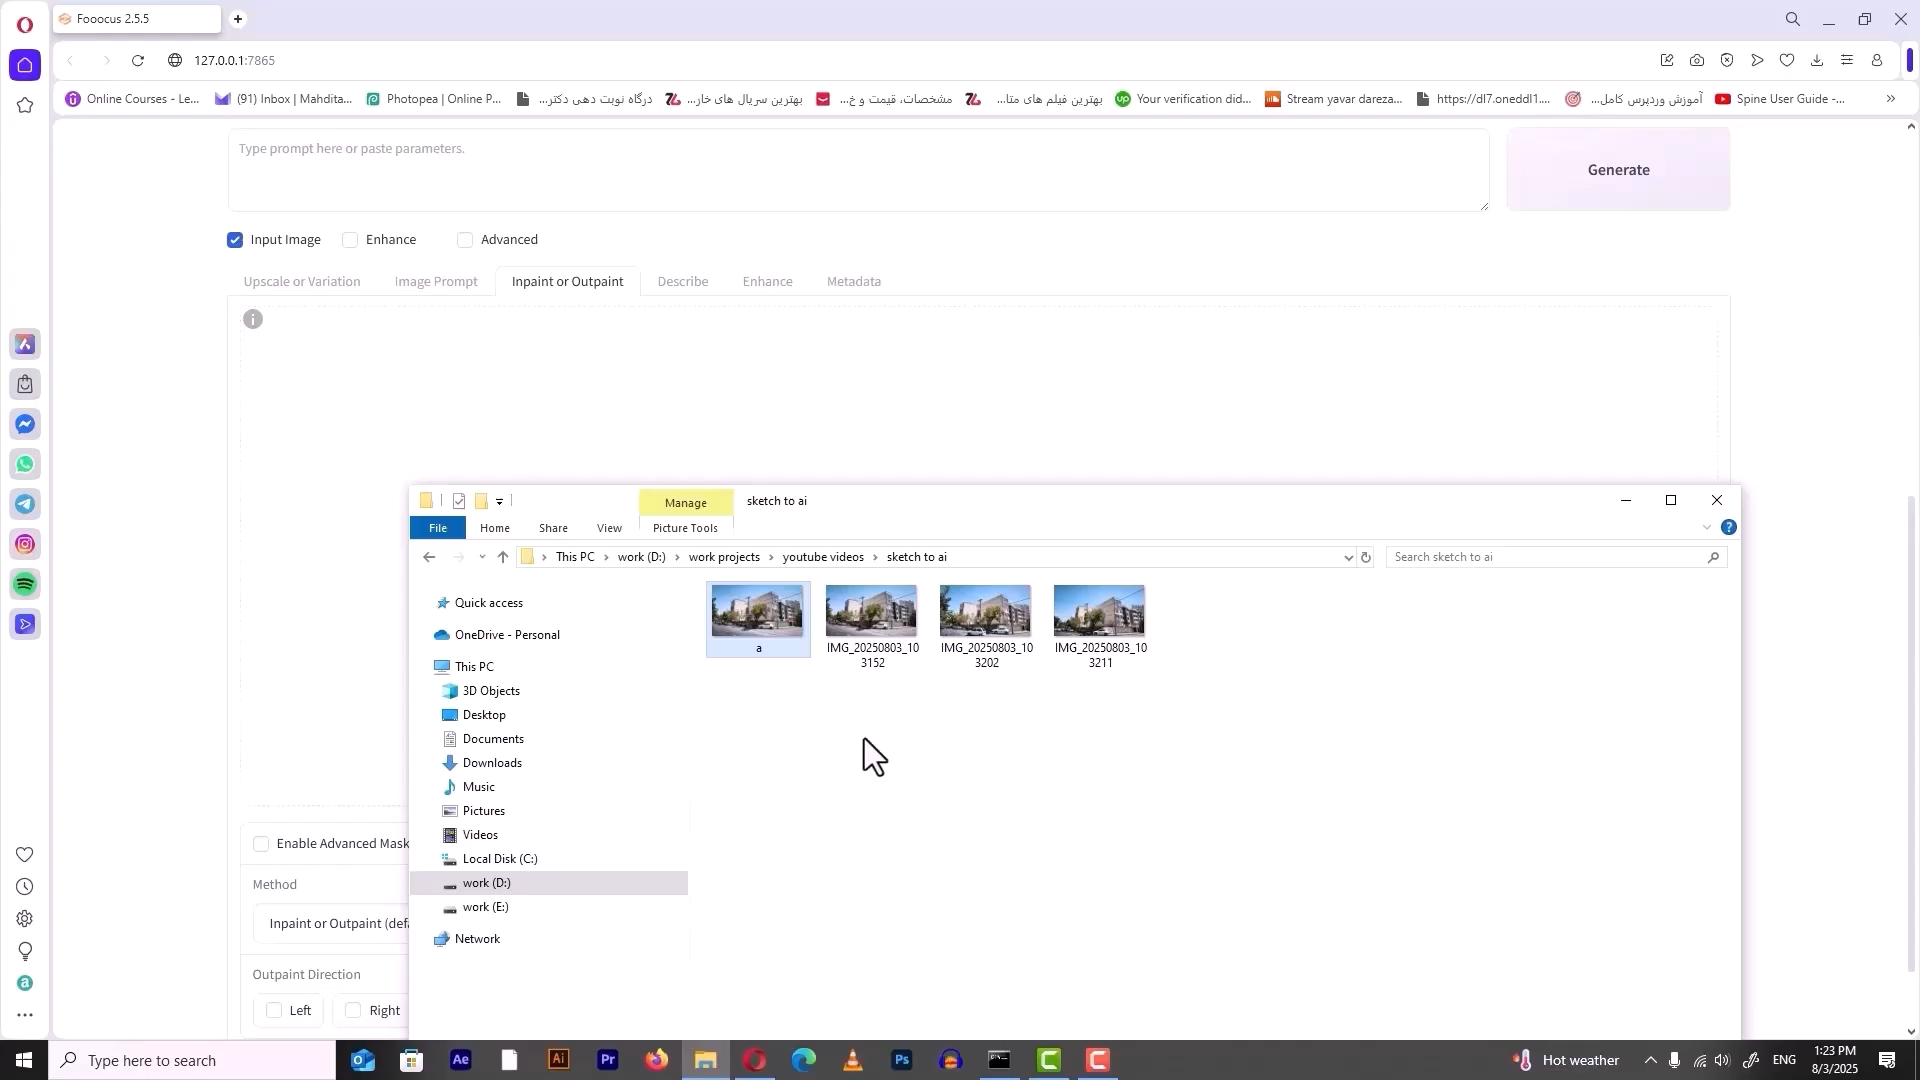 Fooocus 2.5.5
127.0.0.1:7865
Online Courses - Le...
(91) Inbox | Mahdita...
Photopea | Online P...
درگاه نوبت دهی دکتر...
بهترین سریال های خار...
مشخصات، قیمت و خ...
بهترین فیلم های متا...
Your verification did...
Stream yavar dareza...
https://dl7.oneddl1....
آموزش وردپرس کامل...
Spine User Guide -...
Type prompt here or paste parameters.
Generate
Input Image
Enhance
Advanced
Upscale or Variation
Image Prompt
Inpaint or Outpaint
Describe
Enhance
Metadata
Manage
sketch to ai
File
Home
Share
View
Picture Tools
This PC
work (D:)
work projects
youtube videos
sketch to ai
Search sketch to ai
Quick access
OneDrive - Personal
This PC
3D Objects
Desktop
Documents
Downloads
Music
Pictures
Videos
Local Disk (C:)
work (D:)
work (E:)
Network
a
IMG_20250803_10
3152
IMG_20250803_10
3202
IMG_20250803_10
3211
Enable Advanced Mask
Method
Inpaint or Outpaint (def
Outpaint Direction
Left
Right
Type here to search
Ae
Ai
Pr
Ps
Hot weather
ENG
1:23 PM
8/3/2025